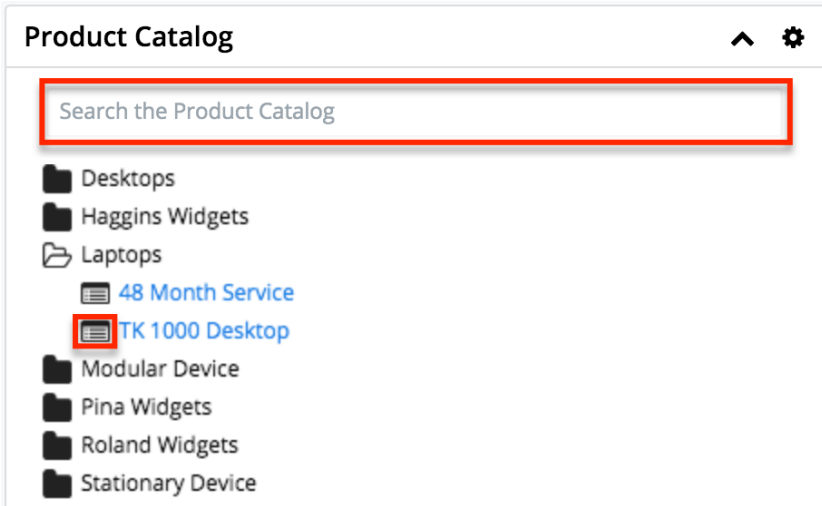 Product Catalog
Search the Product Catalog
Desktops
Haggins Widgets
Laptops
48 Month Service
TK 1000 Desktop
Modular Device
Pina Widgets
Roland Widgets
Stationary Device